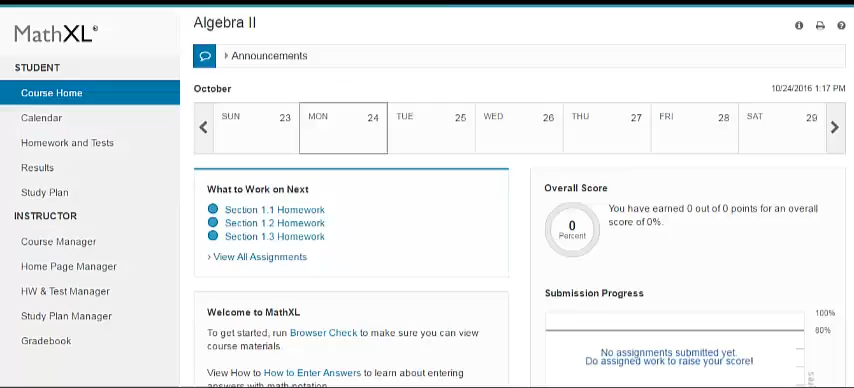 Algebra II
MathXL®
Announcements
STUDENT
Course Home
Calendar
Homework and Tests
Results
Study Plan
INSTRUCTOR
Course Manager
Home Page Manager
HW & Test Manager
Study Plan Manager
Gradebook
October
10/24/2016 1:17 PM
SUN 23 MON 24 TUE 25 WED 26 THU 27 FRI 28 SAT 29
What to Work on Next
Section 1.1 Homework
Section 1.2 Homework
Section 1.3 Homework
› View All Assignments
Welcome to MathXL
To get started, run Browser Check to make sure you can view
course materials.
View How to How to Enter Answers to learn about entering
answers with math notation.
Overall Score
0
Percent
You have earned 0 out of 0 points for an overall
score of 0%.
Submission Progress
100%
80%
No assignments submitted yet.
Do assigned work to raise your score!